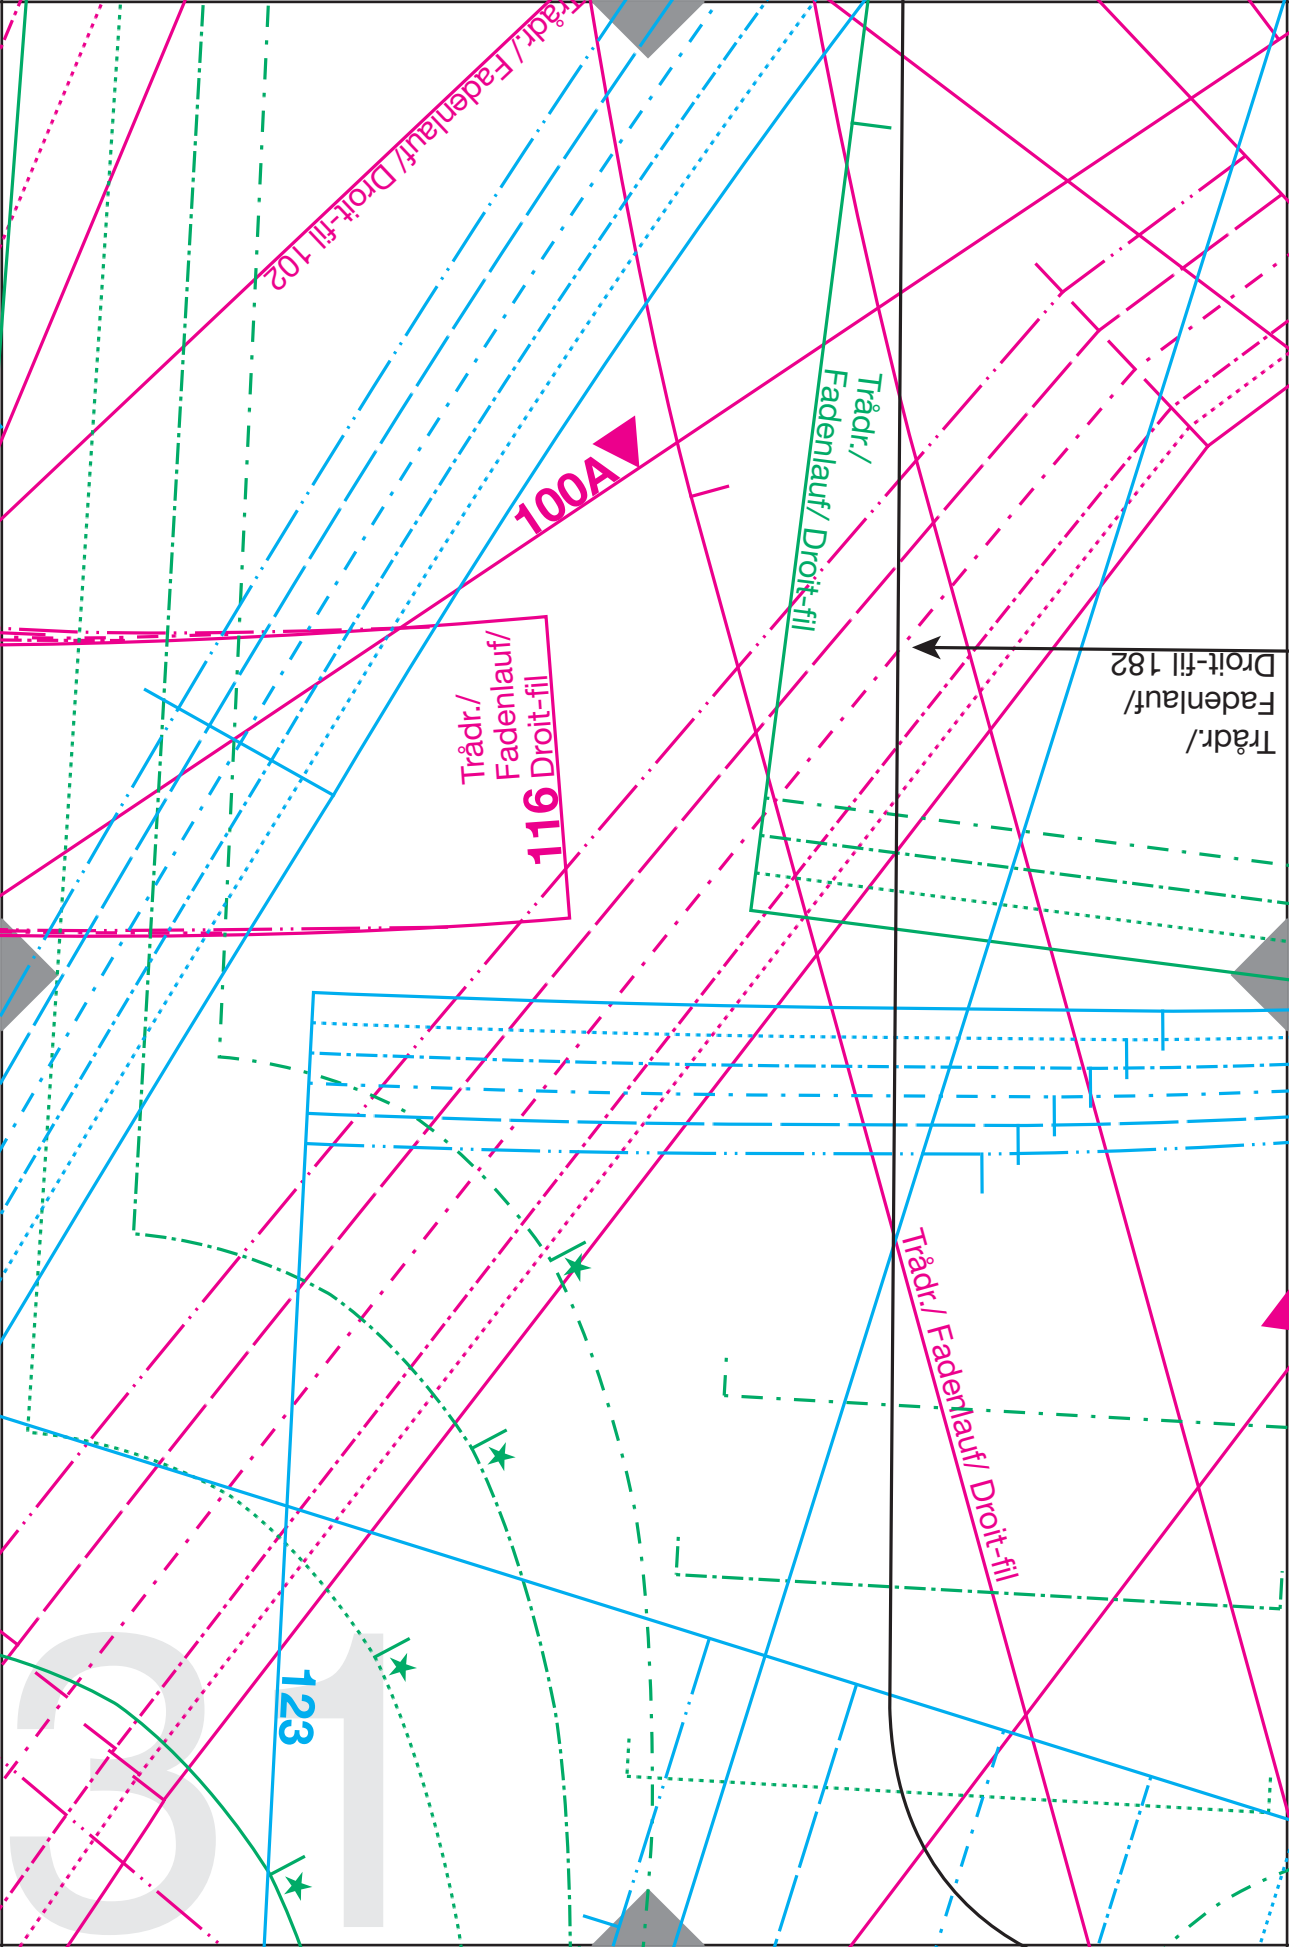 Trådr./ Fadenlauf/ Droit-fil 102
100A
Trådr./
Fadenlauf/ Droit-fil
Trådr./
Fadenlauf/
Droit-fil 182
Trådr./
Fadenlauf/
116 Droit-fil
Trådr./ Fadenlauf/ Droit-fil
123
31